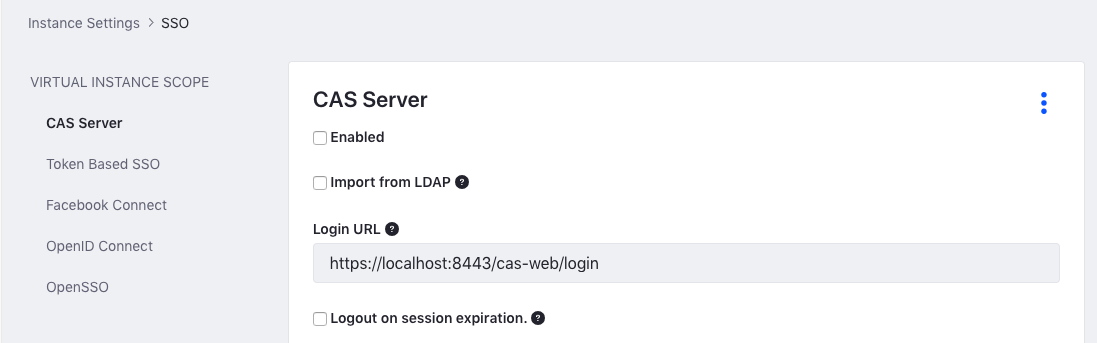 Instance Settings > SSO
VIRTUAL INSTANCE SCOPE
CAS Server
Token Based SSO
Facebook Connect
OpenID Connect
OpenSSO
CAS Server
Enabled
Import from LDAP ?
Login URL ?
https://localhost:8443/cas-web/login
Logout on session expiration. ?